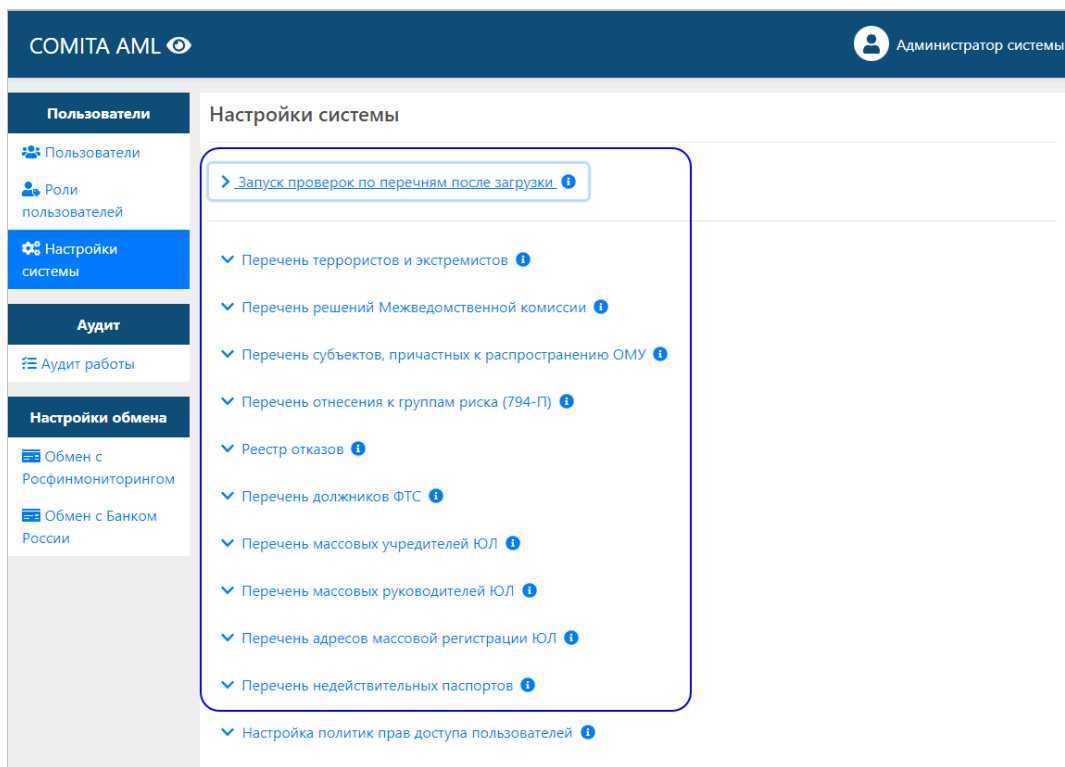 COMITA AML
Администратор системы
Пользователи
Пользователи
Роли
пользователей
Настройки
системы
Аудит
Аудит работы
Настройки обмена
Обмен с
Росфинмониторингом
Обмен с Банком
России
Настройки системы
Запуск проверок по перечням после загрузки
Перечень террористов и экстремистов
Перечень решений Межведомственной комиссии
Перечень субъектов, причастных к распространению ОМУ
Перечень отнесения к группам риска (794-П)
Реестр отказов
Перечень должников ФТС
Перечень массовых учредителей ЮЛ
Перечень массовых руководителей ЮЛ
Перечень адресов массовой регистрации ЮЛ
Перечень недействительных паспортов
Настройка политик прав доступа пользователей